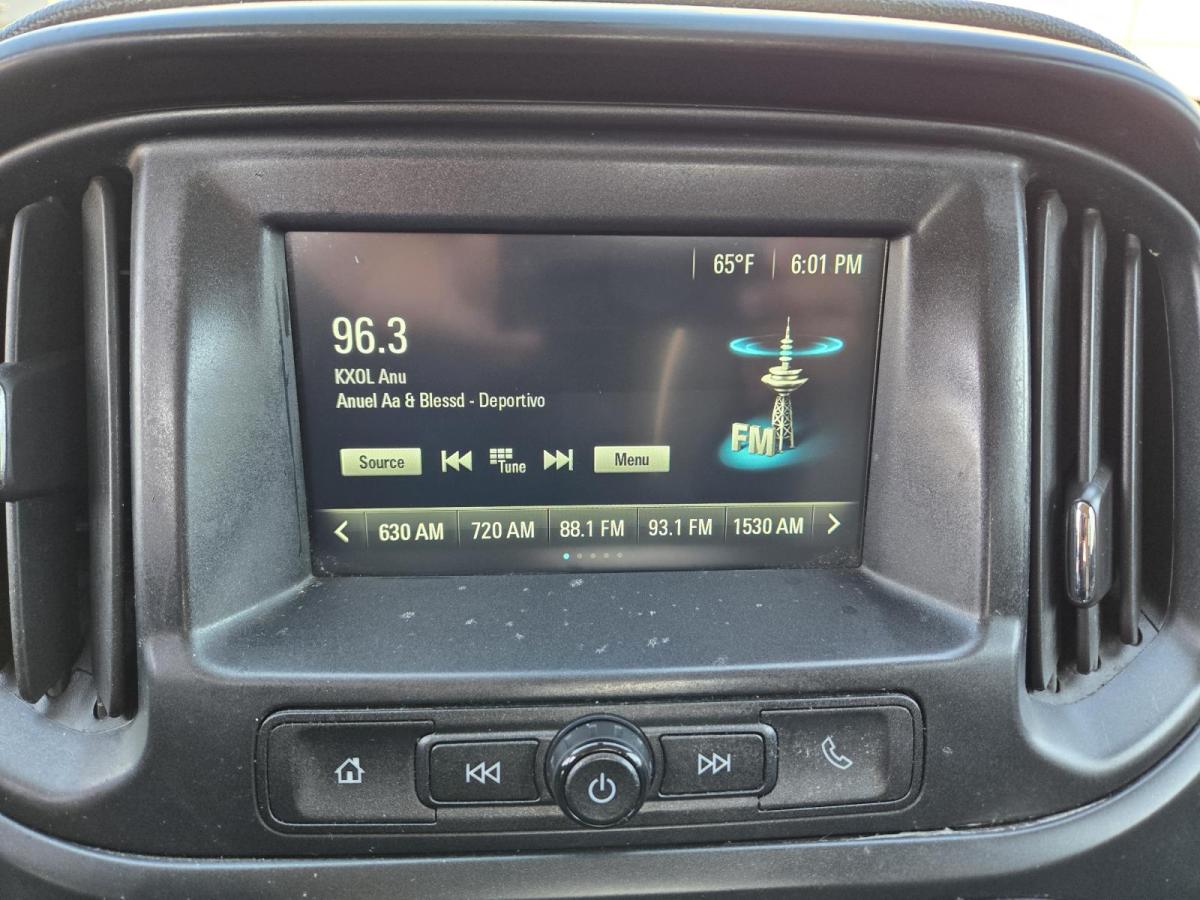 65°F 6:01 PM
96.3
KXOL Anu
Anuel Aa & Blessd - Deportivo
FM
Source Tune Menu
630 AM 720 AM 88.1 FM 93.1 FM 1530 AM